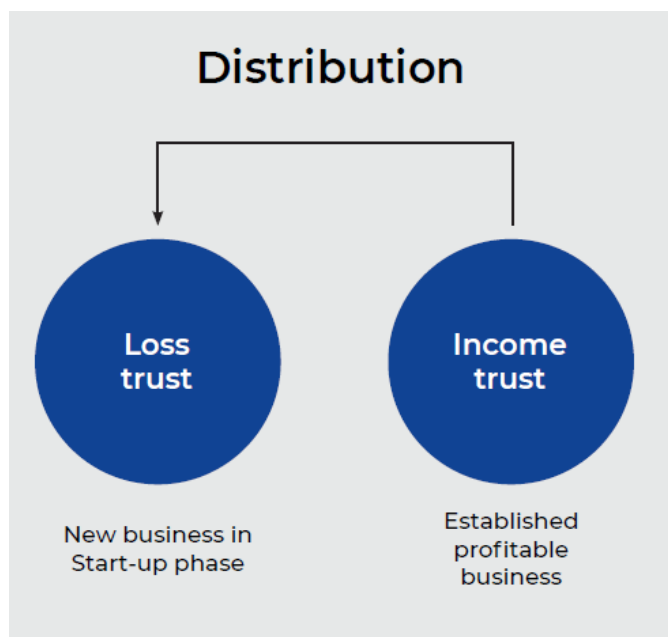 Distribution
Loss
trust
Income
trust
New business in
Start-up phase
Established
profitable
business